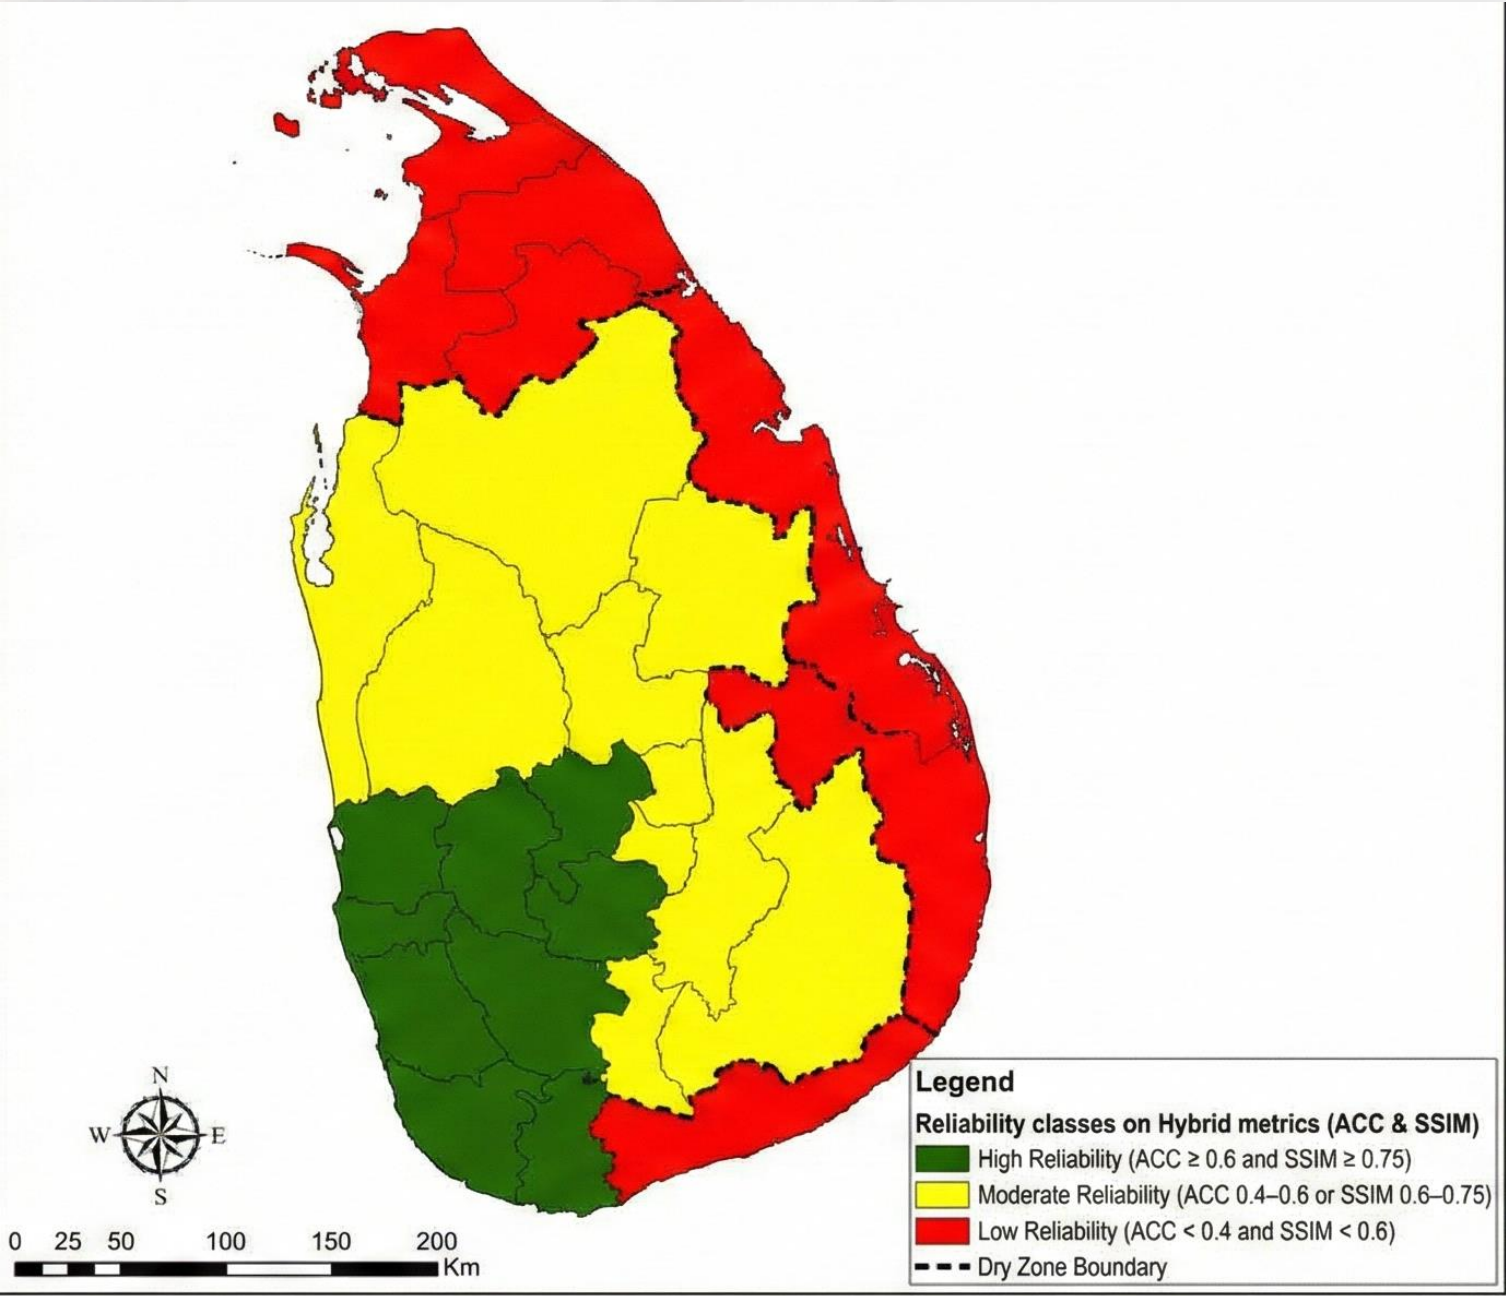 N
W E
S
0 25 50 100 150 200
Km
Legend
Reliability classes on Hybrid metrics (ACC & SSIM)
High Reliability (ACC ≥ 0.6 and SSIM ≥ 0.75)
Moderate Reliability (ACC 0.4–0.6 or SSIM 0.6–0.75)
Low Reliability (ACC < 0.4 and SSIM < 0.6)
Dry Zone Boundary